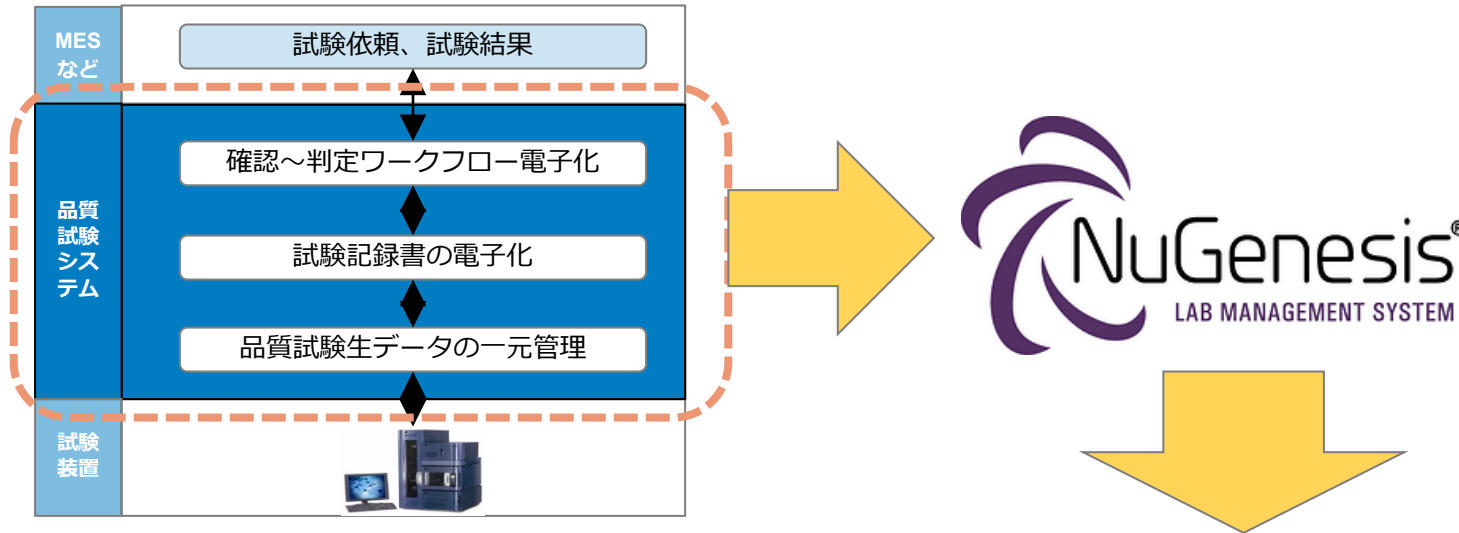 MES
など
試験依頼、試験結果
品質
試験
シス
テム
確認～判定ワークフロー電子化
試験記録書の電子化
品質試験生データの一元管理
試験
装置
NuGenesis®
LAB MANAGEMENT SYSTEM